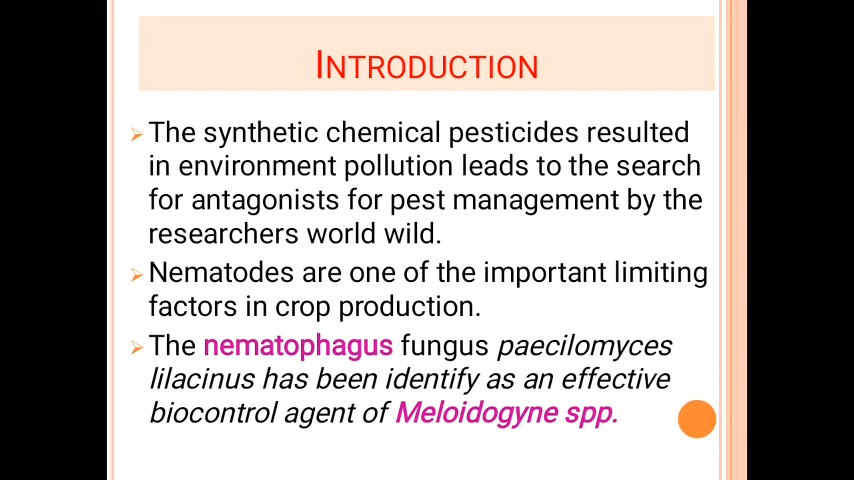 INTRODUCTION
The synthetic chemical pesticides resulted
in environment pollution leads to the search
for antagonists for pest management by the
researchers world wild.
Nematodes are one of the important limiting
factors in crop production.
The nematophagus fungus paecilomyces
lilacinus has been identify as an effective
biocontrol agent of Meloidogyne spp.